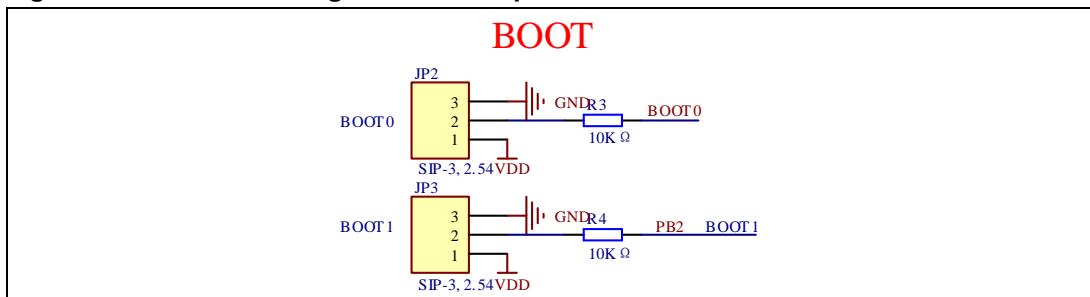 BOOT
JP2
3
GND
R3
BOOT0
BOOT0
2
1
10K Ω
SIP-3, 2.54
VDD
JP3
3
GND
R4
BOOT1
2
PB2
BOOT1
1
10K Ω
SIP-3, 2.54
VDD